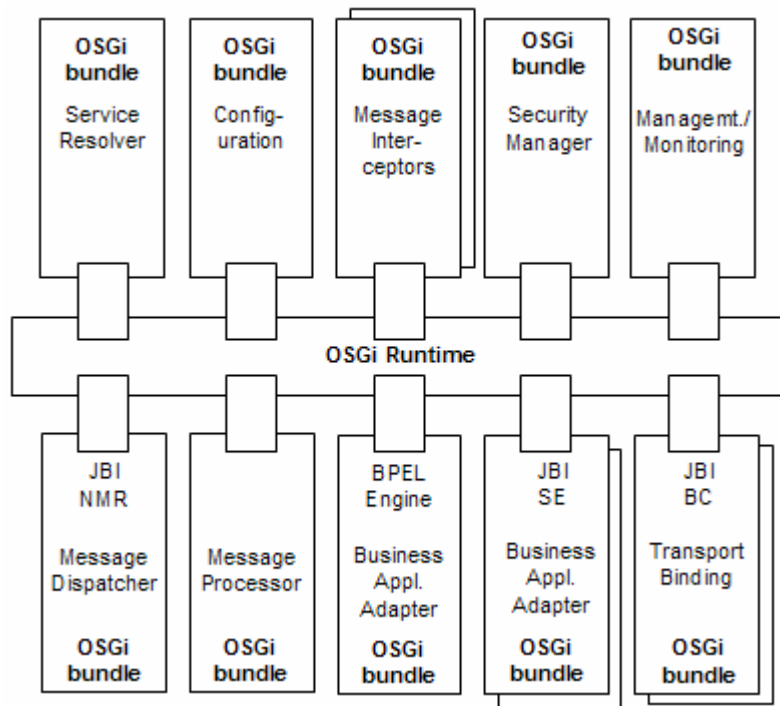 OSGi
bundle
Service
Resolver
OSGi
bundle
Config-
uration
OSGi
bundle
Message
Inter-
ceptors
OSGi
bundle
Security
Manager
OSGi
bundle
Managemt./
Monitoring
OSGi Runtime
JBI
NMR
Message
Dispatcher
OSGi
bundle
Message
Processor
OSGi
bundle
BPEL
Engine
Business
Appl.
Adapter
OSGi
bundle
JBI
SE
Business
Appl.
Adapter
OSGi
bundle
JBI
BC
Transport
Binding
OSGi
bundle